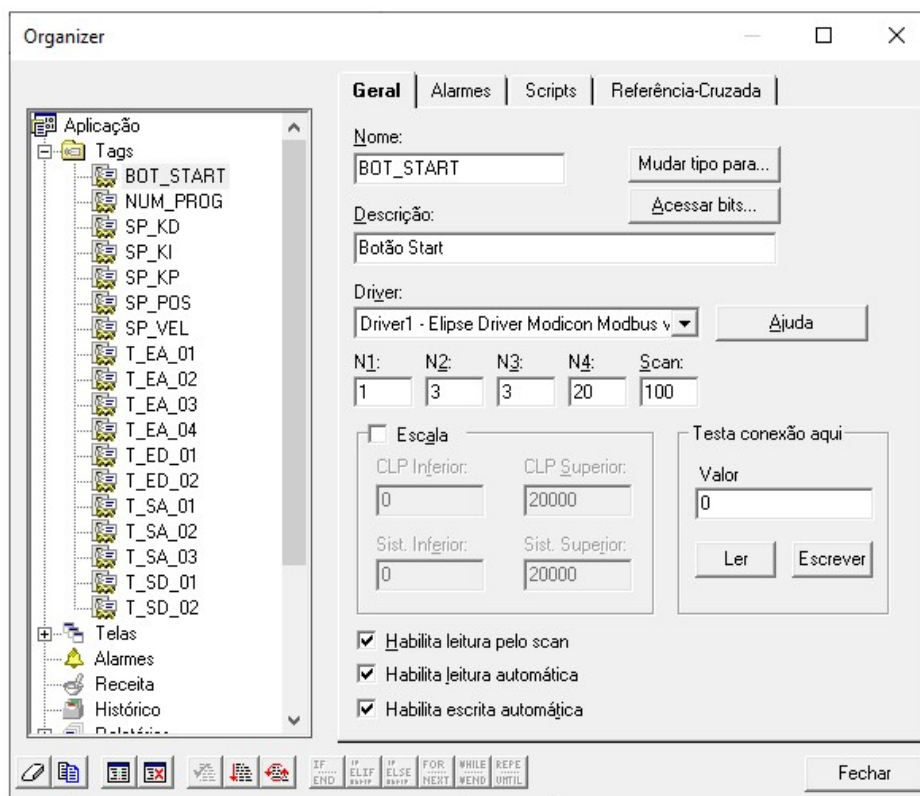 Organizer
Aplicação
Tags
BOT_START
NUM_PROG
SP_KD
SP_KI
SP_KP
SP_POS
SP_VEL
T_EA_01
T_EA_02
T_EA_03
T_EA_04
T_ED_01
T_ED_02
T_SA_01
T_SA_02
T_SA_03
T_SD_01
T_SD_02
Telas
Alarmes
Receita
Histórico
Geral Alarmes Scripts Referência-Cruzada
Nome:
BOT_START
Mudar tipo para...
Acessar bits...
Descrição:
Botão Start
Driver:
Driver1 - Elipse Driver Modicon Modbus v
Ajuda
N1: N2: N3: N4: Scan:
1 3 3 20 100
Escala
CLP Inferior: CLP Superior:
0 20000
Sist. Inferior: Sist. Superior:
0 20000
Testa conexão aqui
Valor
0
Ler Escrever
Habilita leitura pelo scan
Habilita leitura automática
Habilita escrita automática
IF END IF ELIF IF ELSE FOR NEXT WHILE WEND REPE UNTIL
Fechar